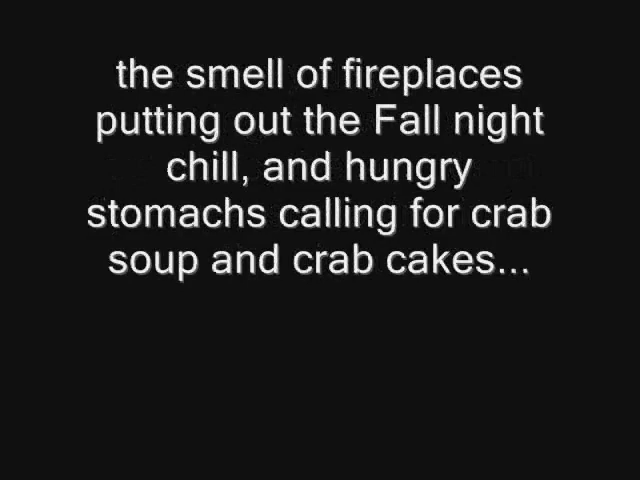 the smell of fireplaces
putting out the Fall night
chill, and hungry
stomachs calling for crab
soup and crab cakes...